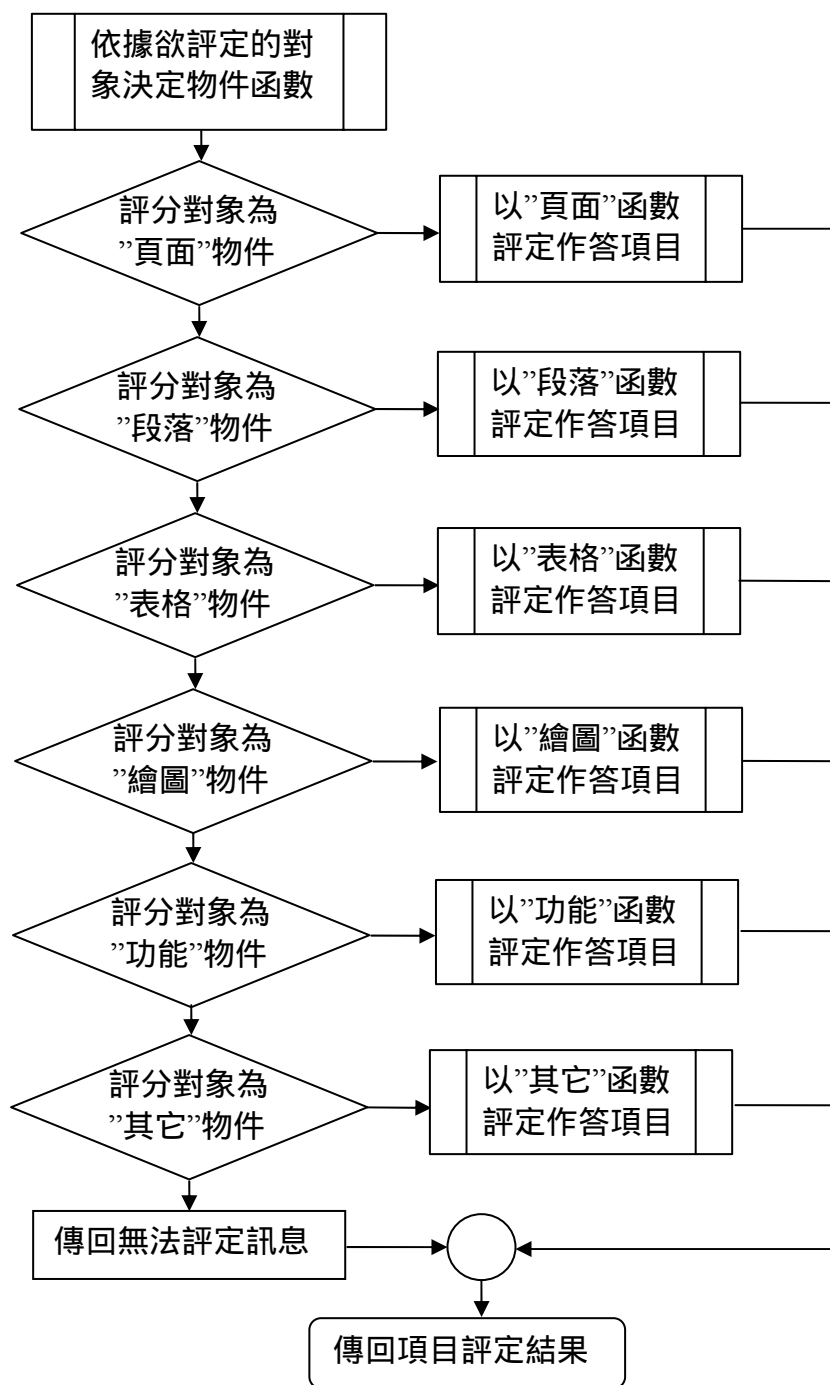 依據欲評定的對
象決定物件函數
評分對象為
”頁面”物件
以”頁面”函數
評定作答項目
評分對象為
”段落”物件
以”段落”函數
評定作答項目
評分對象為
”表格”物件
以”表格”函數
評定作答項目
評分對象為
”繪圖”物件
以”繪圖”函數
評定作答項目
評分對象為
”功能”物件
以”功能”函數
評定作答項目
評分對象為
”其它”物件
以”其它”函數
評定作答項目
傳回無法評定訊息
傳回項目評定結果